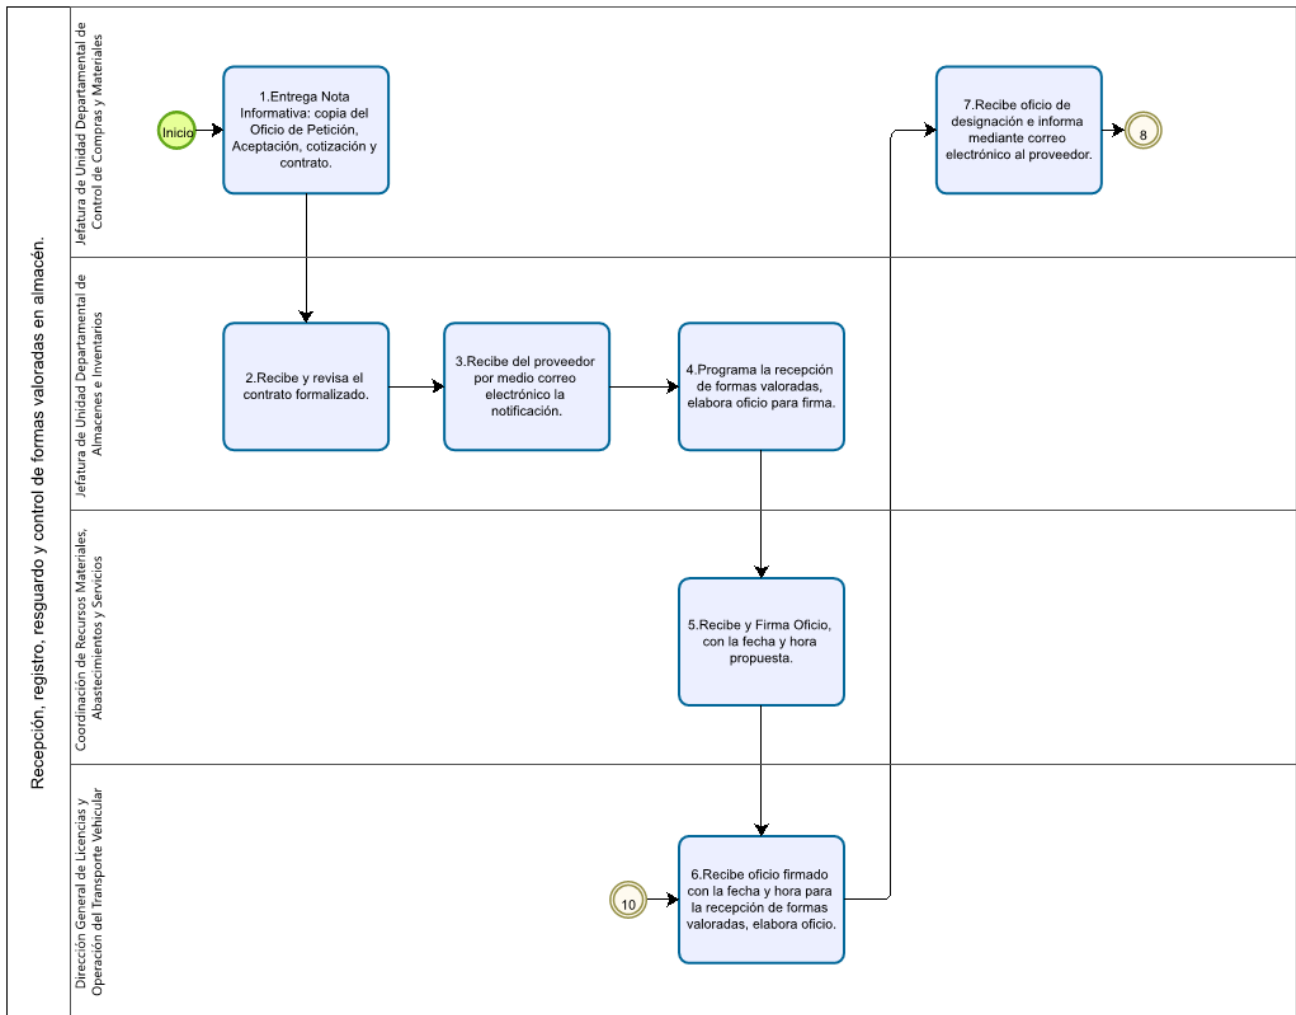 Recepción, registro, resguardo y control de formas valoradas en almacén.
Jefatura de Unidad Departamental de
Control de Compras y Materiales
Inicio
1.Entrega Nota
Informativa: copia del
Oficio de Petición,
Aceptación, cotización y
contrato.
7.Recibe oficio de
designación e informa
mediante correo
electrónico al proveedor.
8
Jefatura de Unidad Departamental de
Almacenes e Inventarios
2.Recibe y revisa el
contrato formalizado.
3.Recibe del proveedor
por medio correo
electrónico la
notificación.
4.Programa la recepción
de formas valoradas,
elabora oficio para firma.
Coordinación de Recursos Materiales,
Abastecimientos y Servicios
5.Recibe y Firma Oficio,
con la fecha y hora
propuesta.
Dirección General de Licencias y
Operación del Transporte Vehicular
10
6.Recibe oficio firmado
con la fecha y hora para
la recepción de formas
valoradas, elabora oficio.